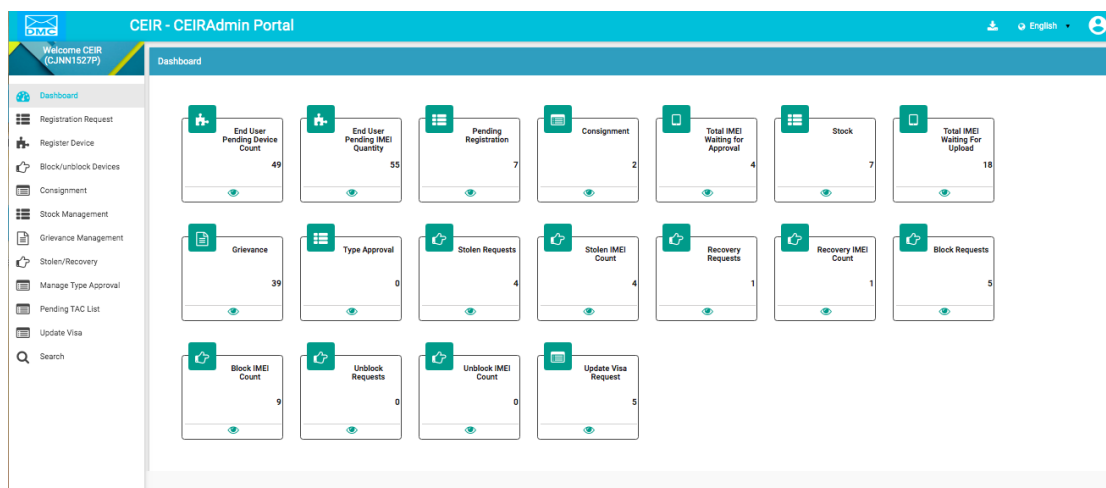 DMC
CEIR - CEIRAdmin Portal
English
Welcome CEIR
(CJNN1527P)
Dashboard
Dashboard
Registration Request
Register Device
Block/unblock Devices
Consignment
Stock Management
Grievance Management
Stolen/Recovery
Manage Type Approval
Pending TAC List
Update Visa
Search
End User
Pending Device
Count
49
End User
Pending IMEI
Quantity
55
Pending
Registration
7
Consignment
2
Total IMEI
Waiting for
Approval
4
Stock
7
Total IMEI
Waiting For
Upload
18
Grievance
39
Type Approval
0
Stolen Requests
4
Stolen IMEI
Count
4
Recovery
Requests
1
Recovery IMEI
Count
1
Block Requests
5
Block IMEI
Count
9
Unblock
Requests
0
Unblock IMEI
Count
0
Update Visa
Request
5